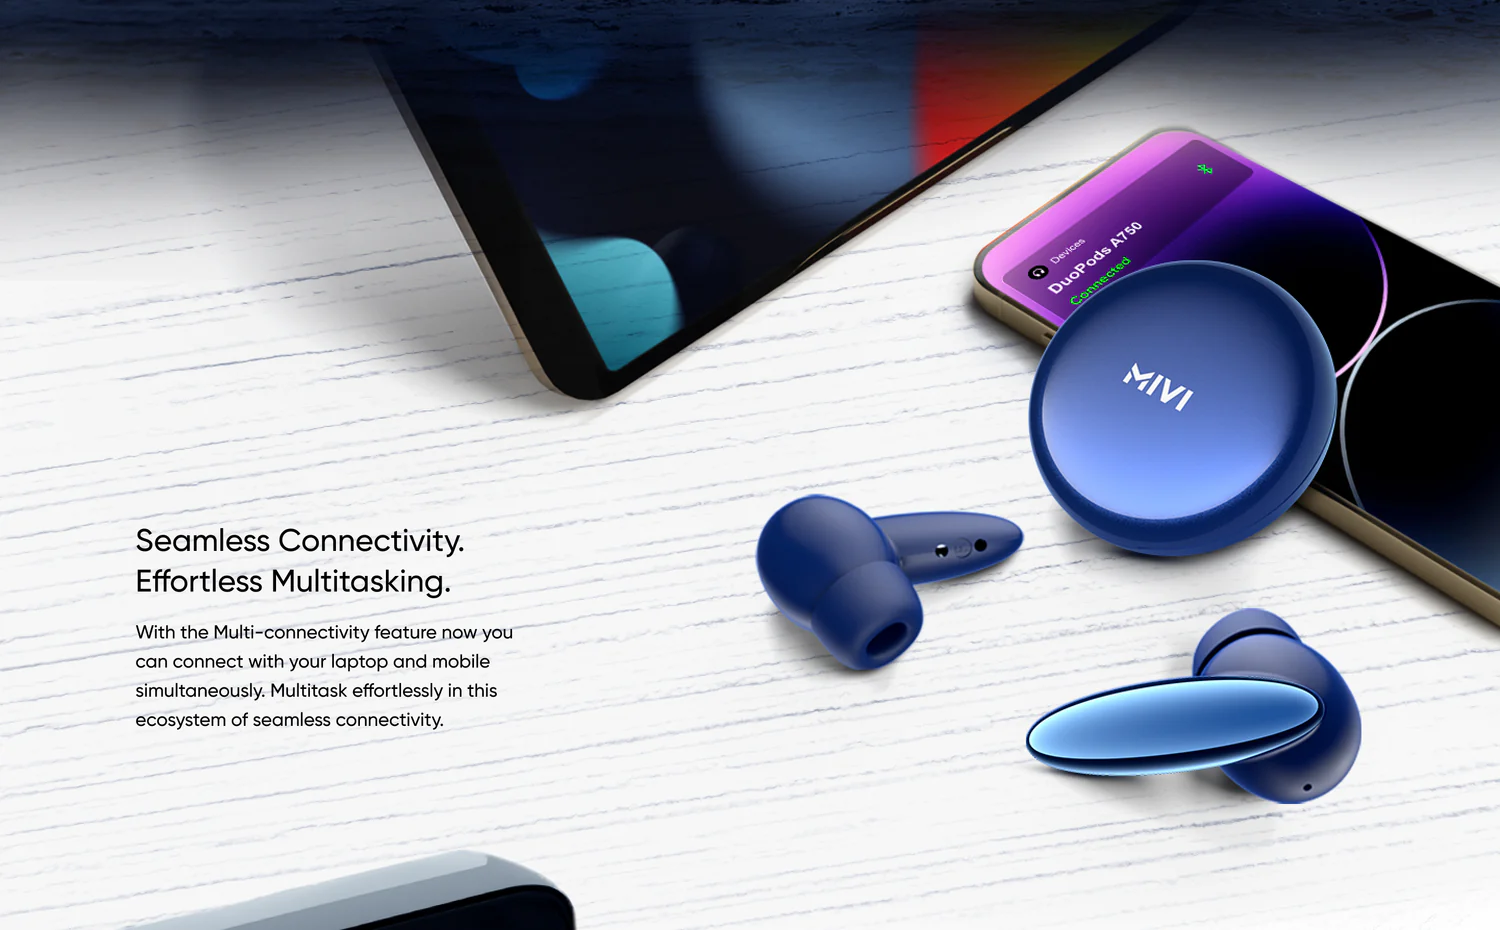 Devices
DuoPods A750
Connected
MIVI
Seamless Connectivity.
Effortless Multitasking.
With the Multi-connectivity feature now you
can connect with your laptop and mobile
simultaneously. Multitask effortlessly in this
ecosystem of seamless connectivity.